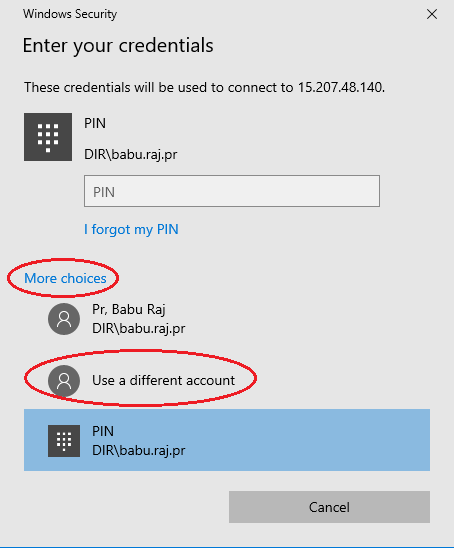 Windows Security
Enter your credentials
These credentials will be used to connect to 15.207.48.140.
PIN
DIR\babu.raj.pr
PIN
I forgot my PIN
More choices
Pr, Babu Raj
DIR\babu.raj.pr
Use a different account
PIN
DIR\babu.raj.pr
Cancel